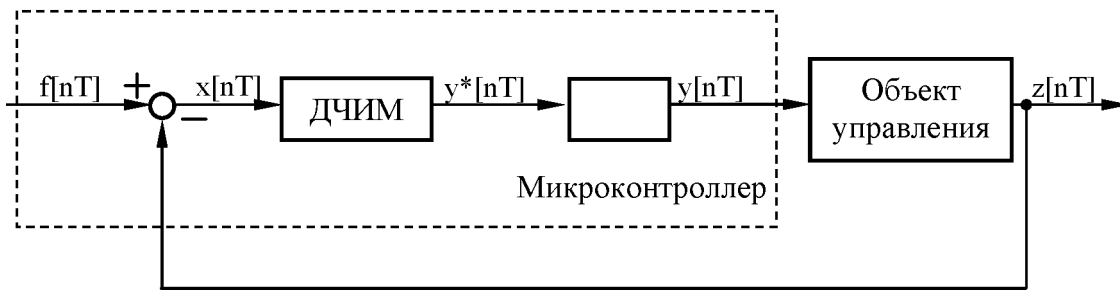 f[nT]
+
x[nT]
−
ДЧИМ
y*[nT]
y[nT]
Объект
управления
z[nT]
Микроконтроллер